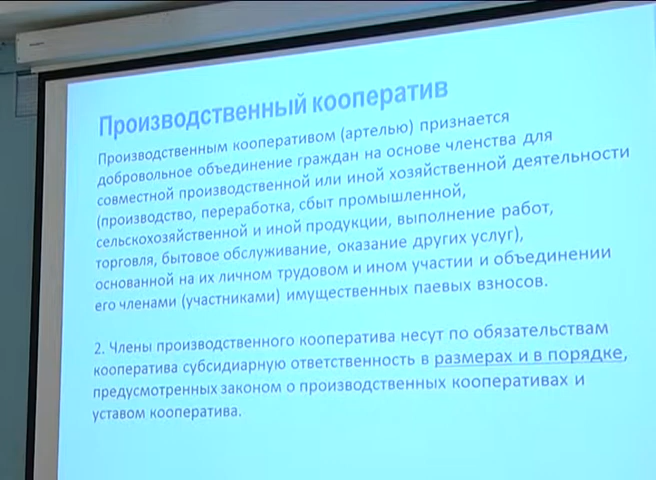 Производственный кооператив
Производственным кооперативом (артелью) признается
добровольное объединение граждан на основе членства для
совместной производственной или иной хозяйственной деятельности
(производство, переработка, сбыт промышленной,
сельскохозяйственной и иной продукции, выполнение работ,
торговля, бытовое обслуживание, оказание других услуг),
основанной на их личном трудовом и ином участии и объединении
его членами (участниками) имущественных паевых взносов.
2. Члены производственного кооператива несут по обязательствам
кооператива субсидиарную ответственность в размерах и в порядке,
предусмотренных законом о производственных кооперативах и
уставом кооператива.